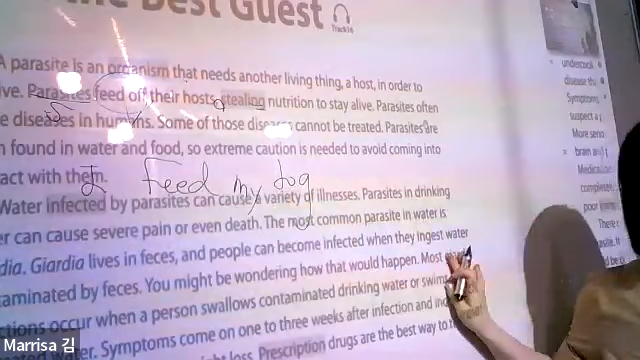 the Best Guest
Track14
A parasite is an organism that needs another living thing, a host, in order to
ive. Parasites feed off their hosts, stealing nutrition to stay alive. Parasites often
e diseases in humans. Some of those diseases cannot be treated. Parasites are
n found in water and food, so extreme caution is needed to avoid coming into
act with them.
I feed my dog
Water infected by parasites can cause a variety of illnesses. Parasites in drinking
er can cause severe pain or even death. The most common parasite in water is
dia. Giardia lives in feces, and people can become infected when they ingest water
taminated by feces. You might be wondering how that would happen. Most
ctions occur when a person swallows contaminated drinking water or swim
water. Symptoms come on one to three weeks after infection and
loss. Prescription drugs are the best way to
undercook
disease th
Symptoms
suspect a
More serio
brain and
Medical
complete
poor
There
Marrisa 김